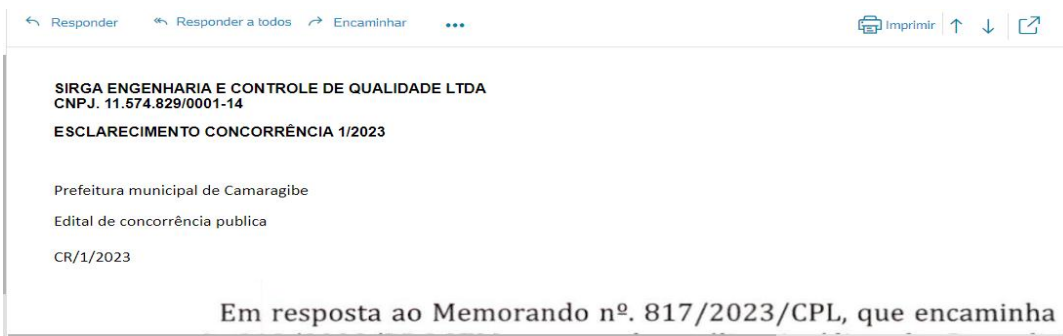 Responder Responder a todos Encaminhar ••• Imprimir
SIRGA ENGENHARIA E CONTROLE DE QUALIDADE LTDA
CNPJ. 11.574.829/0001-14
ESCLARECIMENTO CONCORRÊNCIA 1/2023
Prefeitura municipal de Camaragibe
Edital de concorrência publica
CR/1/2023
Em resposta ao Memorando nº. 817/2023/CPL, que encaminha